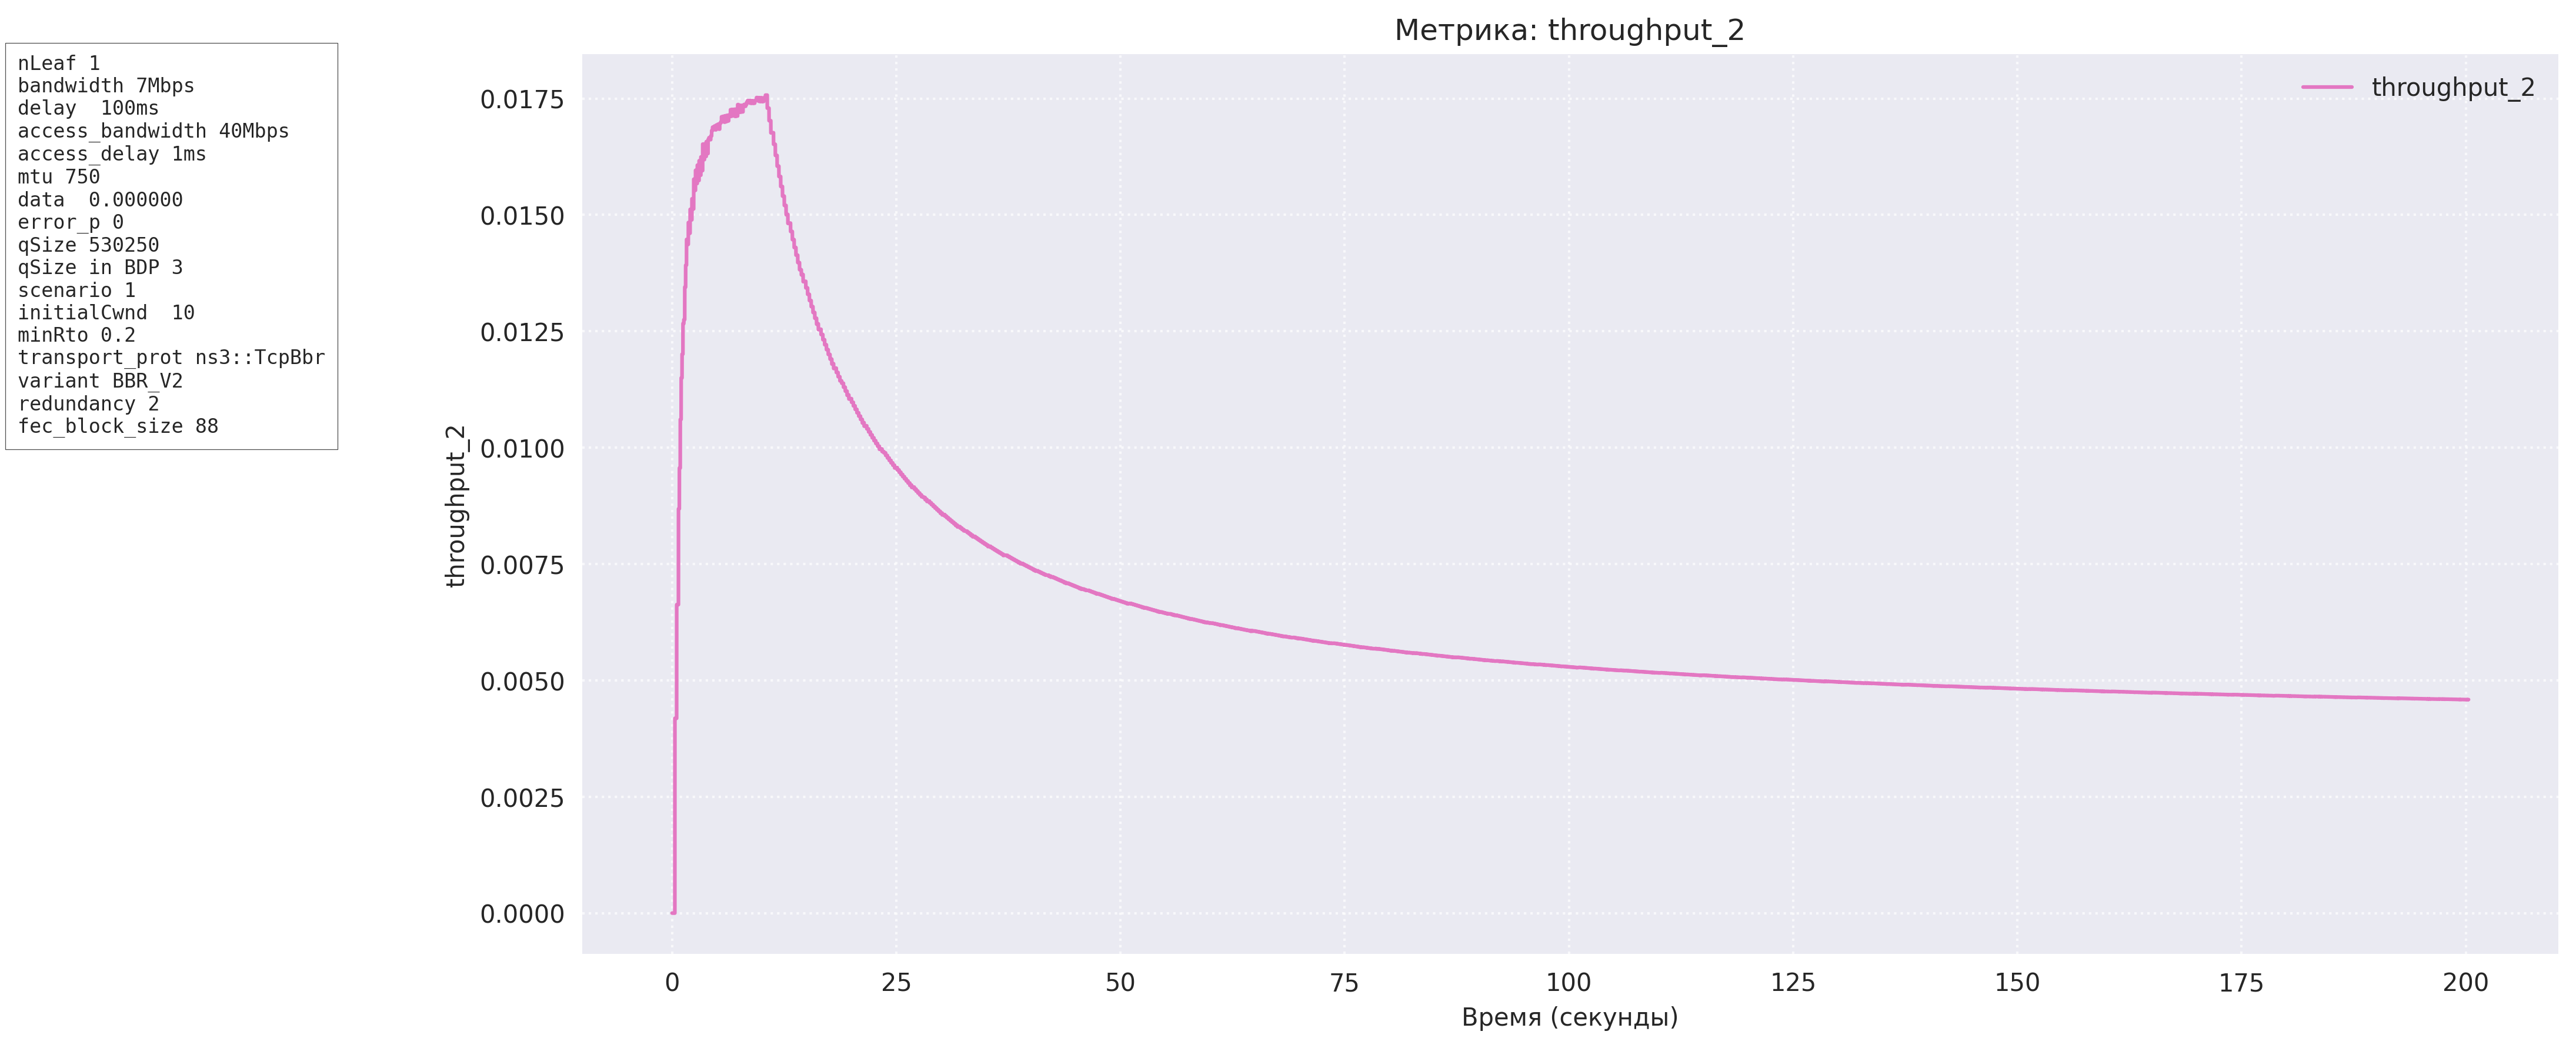 Метрика: throughput_2
nLeaf 1
bandwidth 7Mbps
delay  100ms
access_bandwidth 40Mbps
access_delay 1ms
mtu 750
data  0.000000
error_p 0
qSize 530250
qSize in BDP 3
scenario 1
initialCwnd  10
minRto 0.2
transport_prot ns3::TcpBbr
variant BBR_V2
redundancy 2
fec_block_size 88
throughput_2
throughput_2
0.0175
0.0150
0.0125
0.0100
0.0075
0.0050
0.0025
0.0000
0 25 50 75 100 125 150 175 200
Время (секунды)